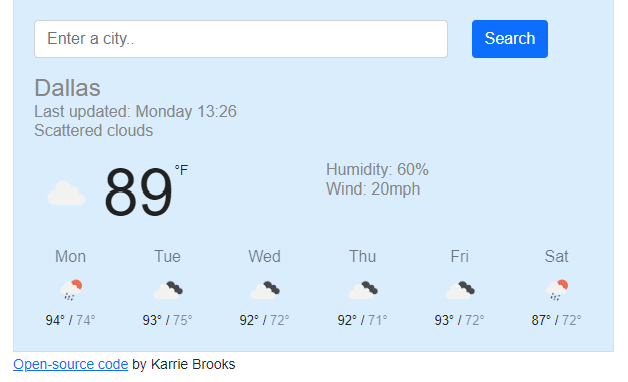 Enter a city..
Search
Dallas
Last updated: Monday 13:26
Scattered clouds
89 °F
Humidity: 60%
Wind: 20mph
Mon Tue Wed Thu Fri Sat
94° / 74° 93° / 75° 92° / 72° 92° / 71° 93° / 72° 87° / 72°
Open-source code by Karrie Brooks